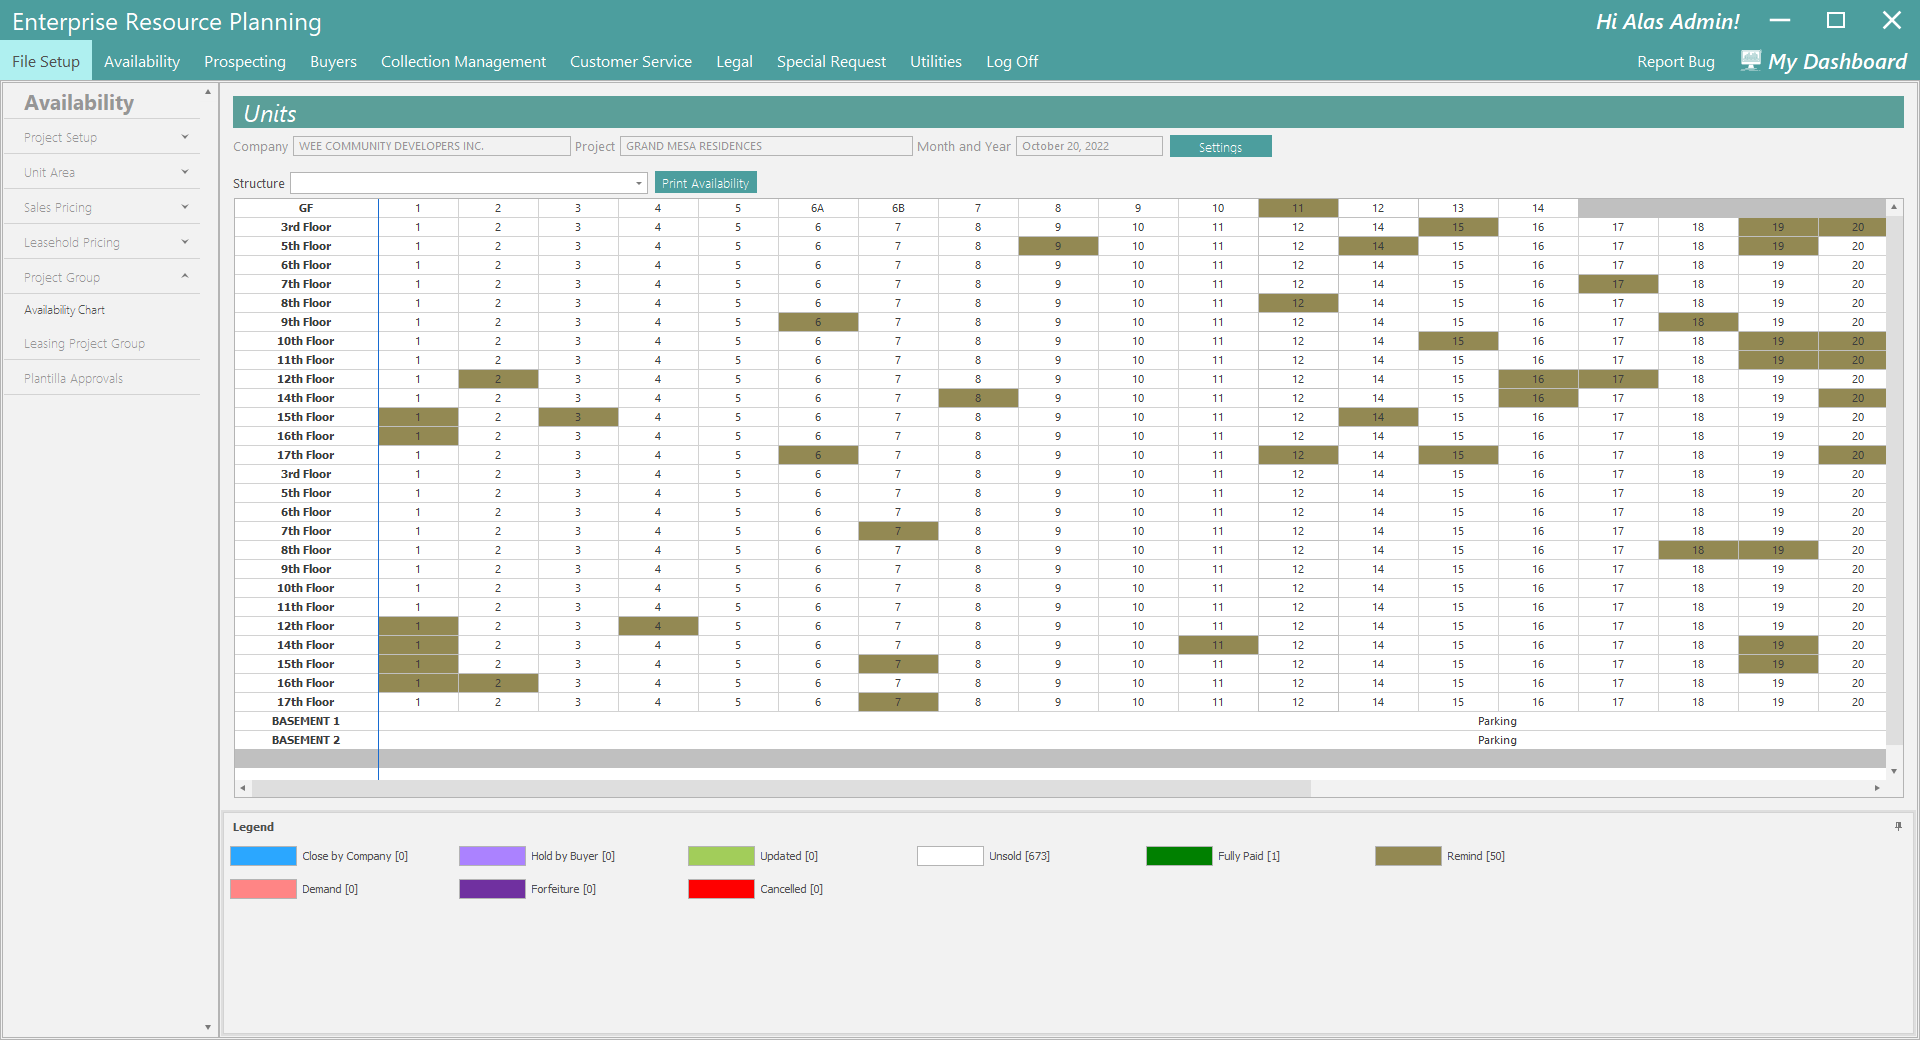 Enterprise Resource Planning
Hi Alas Admin!
File Setup Availability Prospecting Buyers Collection Management Customer Service Legal Special Request Utilities Log Off Report Bug My Dashboard
Availability
Project Setup
Unit Area
Sales Pricing
Leasehold Pricing
Project Group
Availability Chart
Leasing Project Group
Plantilla Approvals
Units
Company WEE COMMUNITY DEVELOPERS INC. Project GRAND MESA RESIDENCES Month and Year October 20, 2022 Settings
Structure Print Availability
GF 1 2 3 4 5 6A 6B 7 8 9 10 11 12 13 14
3rd Floor 1 2 3 4 5 6 7 8 9 10 11 12 14 15 16 17 18 19 20
5th Floor 1 2 3 4 5 6 7 8 9 10 11 12 14 15 16 17 18 19 20
6th Floor 1 2 3 4 5 6 7 8 9 10 11 12 14 15 16 17 18 19 20
7th Floor 1 2 3 4 5 6 7 8 9 10 11 12 14 15 16 17 18 19 20
8th Floor 1 2 3 4 5 6 7 8 9 10 11 12 14 15 16 17 18 19 20
9th Floor 1 2 3 4 5 6 7 8 9 10 11 12 14 15 16 17 18 19 20
10th Floor 1 2 3 4 5 6 7 8 9 10 11 12 14 15 16 17 18 19 20
11th Floor 1 2 3 4 5 6 7 8 9 10 11 12 14 15 16 17 18 19 20
12th Floor 1 2 3 4 5 6 7 8 9 10 11 12 14 15 16 17 18 19 20
14th Floor 1 2 3 4 5 6 7 8 9 10 11 12 14 15 16 17 18 19 20
15th Floor 1 2 3 4 5 6 7 8 9 10 11 12 14 15 16 17 18 19 20
16th Floor 1 2 3 4 5 6 7 8 9 10 11 12 14 15 16 17 18 19 20
17th Floor 1 2 3 4 5 6 7 8 9 10 11 12 14 15 16 17 18 19 20
3rd Floor 1 2 3 4 5 6 7 8 9 10 11 12 14 15 16 17 18 19 20
5th Floor 1 2 3 4 5 6 7 8 9 10 11 12 14 15 16 17 18 19 20
6th Floor 1 2 3 4 5 6 7 8 9 10 11 12 14 15 16 17 18 19 20
7th Floor 1 2 3 4 5 6 7 8 9 10 11 12 14 15 16 17 18 19 20
8th Floor 1 2 3 4 5 6 7 8 9 10 11 12 14 15 16 17 18 19 20
9th Floor 1 2 3 4 5 6 7 8 9 10 11 12 14 15 16 17 18 19 20
10th Floor 1 2 3 4 5 6 7 8 9 10 11 12 14 15 16 17 18 19 20
11th Floor 1 2 3 4 5 6 7 8 9 10 11 12 14 15 16 17 18 19 20
12th Floor 1 2 3 4 5 6 7 8 9 10 11 12 14 15 16 17 18 19 20
14th Floor 1 2 3 4 5 6 7 8 9 10 11 12 14 15 16 17 18 19 20
15th Floor 1 2 3 4 5 6 7 8 9 10 11 12 14 15 16 17 18 19 20
16th Floor 1 2 3 4 5 6 7 8 9 10 11 12 14 15 16 17 18 19 20
17th Floor 1 2 3 4 5 6 7 8 9 10 11 12 14 15 16 17 18 19 20
BASEMENT 1 Parking
BASEMENT 2 Parking
Legend
Close by Company [0] Hold by Buyer [0] Updated [0] Unsold [673] Fully Paid [1] Remind [50]
Demand [0] Forfeiture [0] Cancelled [0]